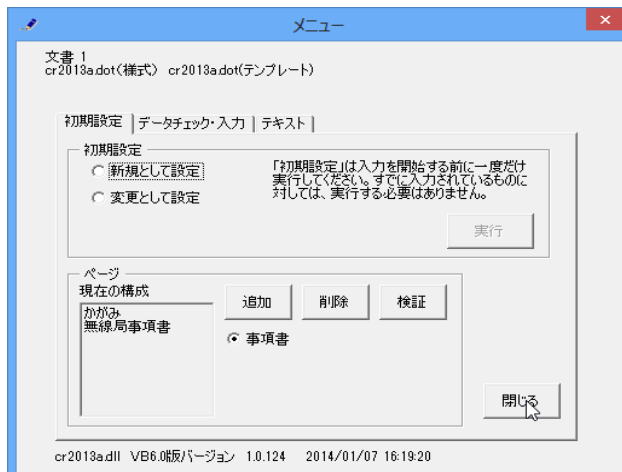 メニュー
文書 1
cr2013a.dot(様式) cr2013a.dot(テンプレート)
初期設定 | データチェック・入力 | テキスト |
初期設定
新規として設定
変更として設定
「初期設定」は入力を開始する前に一度だけ
実行してください。すでに入力されているものに
対しては、実行する必要はありません。
実行
ページ
現在の構成
かがみ
無線局事項書
追加
削除
検証
事項書
閉じる
cr2013a.dll VB6.0版バージョン 1.0.124 2014/01/07 16:19:20